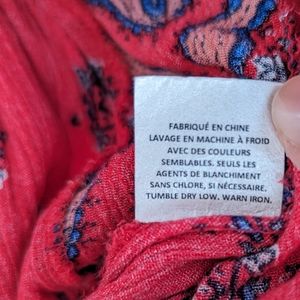 FABRIQUÉ EN CHINE
LAVAGE EN MACHINE À FROID
AVEC DES COULEURS
SEMBLABLES. SEULS LES
AGENTS DE BLANCHIMENT
SANS CHLORE, SI NÉCESSAIRE.
TUMBLE DRY LOW. WARN IRON.